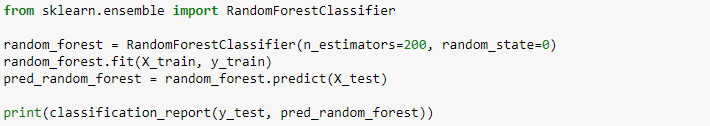 from sklearn.ensemble import RandomForestClassifier
random_forest = RandomForestClassifier(n_estimators=200, random_state=0)
random_forest.fit(X_train, y_train)
pred_random_forest = random_forest.predict(X_test)
print(classification_report(y_test, pred_random_forest))